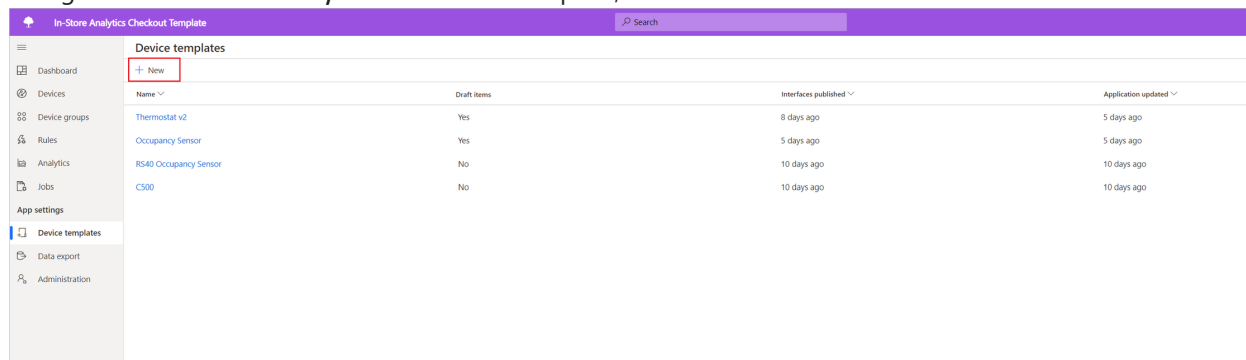 In-Store Analytics Checkout Template
Search
Device templates
+ New
Dashboard
Devices
Device groups
Rules
Analytics
Jobs
App settings
Device templates
Data export
Administration
Name Draft items Interfaces published Application updated
Thermostat v2 Yes 8 days ago 5 days ago
Occupancy Sensor Yes 5 days ago 5 days ago
RS40 Occupancy Sensor No 10 days ago 10 days ago
C500 No 10 days ago 10 days ago